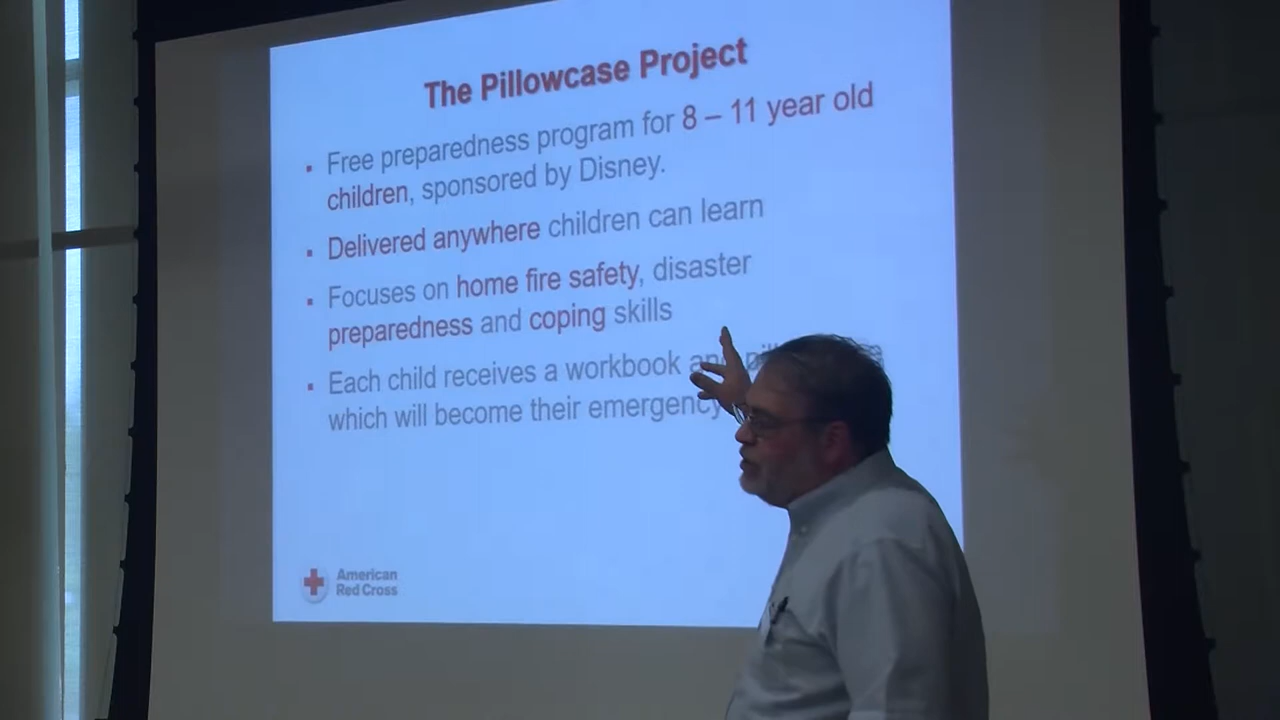 The Pillowcase Project
▪ Free preparedness program for 8 – 11 year old
children, sponsored by Disney.
▪ Delivered anywhere children can learn
▪ Focuses on home fire safety, disaster
preparedness and coping skills
▪ Each child receives a workbook and
which will become their emergency
American
Red Cross